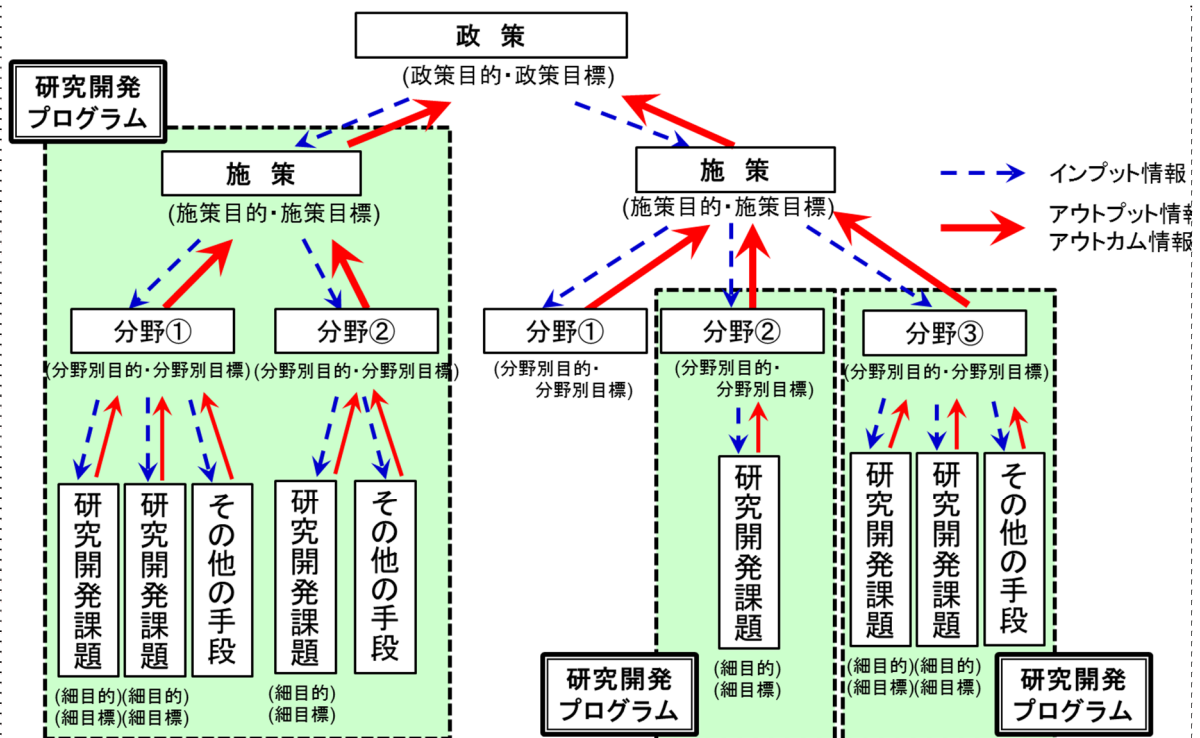 政 策
(政策目的・政策目標)
研究開発
プログラム
施 策
(施策目的・施策目標)
施 策
(施策目的・施策目標)
インプット情報
アウトプット情報
アウトカム情報
分野①
(分野別目的・分野別目標)
分野②
(分野別目的・分野別目標)
分野①
(分野別目的・
分野別目標)
分野②
(分野別目的・
分野別目標)
分野③
(分野別目的・分野別目標)
研究開発課題
(細目的)
(細目標)
研究開発課題
(細目的)
(細目標)
その他の手段
研究開発課題
(細目的)
(細目標)
その他の手段
研究開発課題
(細目的)
(細目標)
研究開発課題
(細目的)
(細目標)
研究開発課題
(細目的)
(細目標)
その他の手段
研究開発
プログラム
研究開発
プログラム